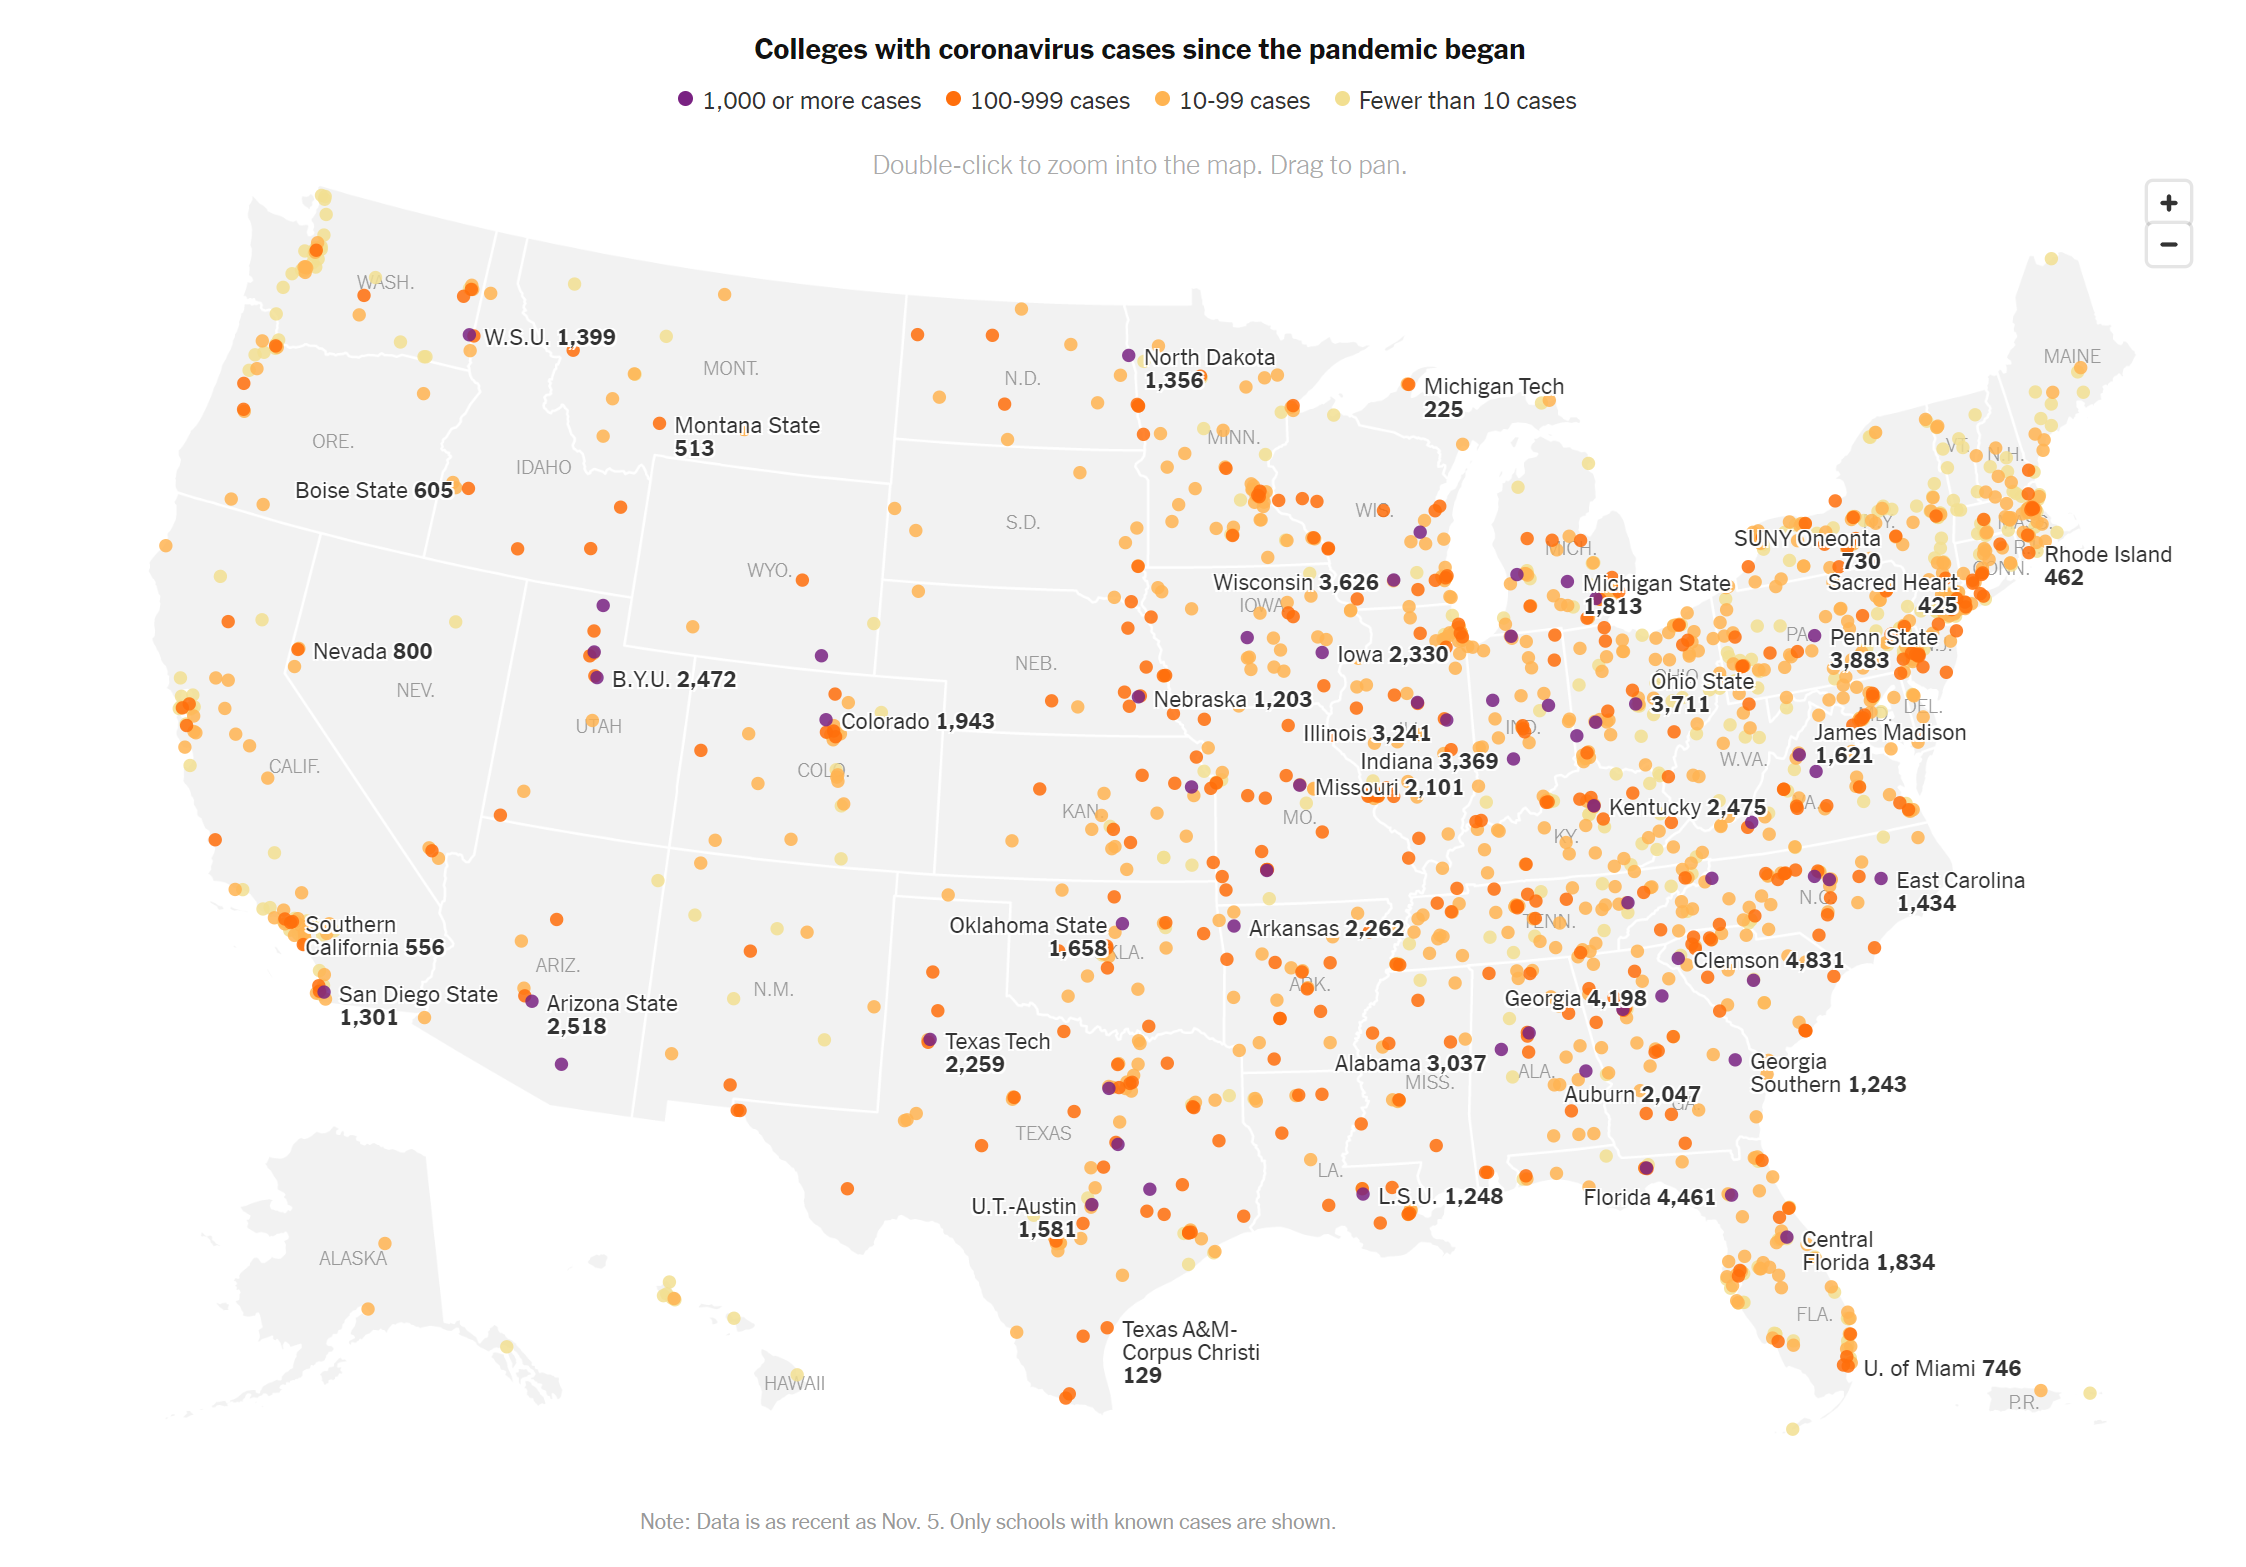 Colleges with coronavirus cases since the pandemic began
1,000 or more cases 100-999 cases 10-99 cases Fewer than 10 cases
Double-click to zoom into the map. Drag to pan.
+
−
WASH.
W.S.U. 1,399
MONT.
N.D.
North Dakota
1,356
Michigan Tech
225
MAINE
Montana State
513
ORE.
IDAHO
MINN.
VT.
N.H.
Boise State 605
S.D.
WIS.
MICH.
N.Y.
MASS.
SUNY Oneonta
730
R.I.
Rhode Island
462
WYO.
Wisconsin 3,626
IOWA
Michigan State
1,813
CONN.
Sacred Heart
425
Nevada 800
NEV.
NEB.
Iowa 2,330
PA.
Penn State
3,883
N.J.
B.Y.U. 2,472
UTAH
Colorado 1,943
Nebraska 1,203
OHIO
Ohio State
3,711
Illinois 3,241
ILL.
IND.
MD.
DEL.
James Madison
1,621
CALIF.
COLO.
Indiana 3,369
W.VA.
Missouri 2,101
KAN.
MO.
Kentucky 2,475
KY.
VA.
East Carolina
1,434
N.C.
Southern
California 556
Oklahoma State
1,658
OKLA.
Arkansas 2,262
TENN.
ARIZ.
N.M.
ARK.
Clemson 4,831
San Diego State
1,301
Arizona State
2,518
Georgia 4,198
Texas Tech
2,259
Alabama 3,037
MISS.
ALA.
Auburn 2,047
GA.
Georgia
Southern 1,243
TEXAS
LA.
U.T.-Austin
1,581
L.S.U. 1,248
Florida 4,461
Central
Florida 1,834
ALASKA
FLA.
Texas A&M-
Corpus Christi
129
HAWAII
U. of Miami 746
P.R.
Note: Data is as recent as Nov. 5. Only schools with known cases are shown.